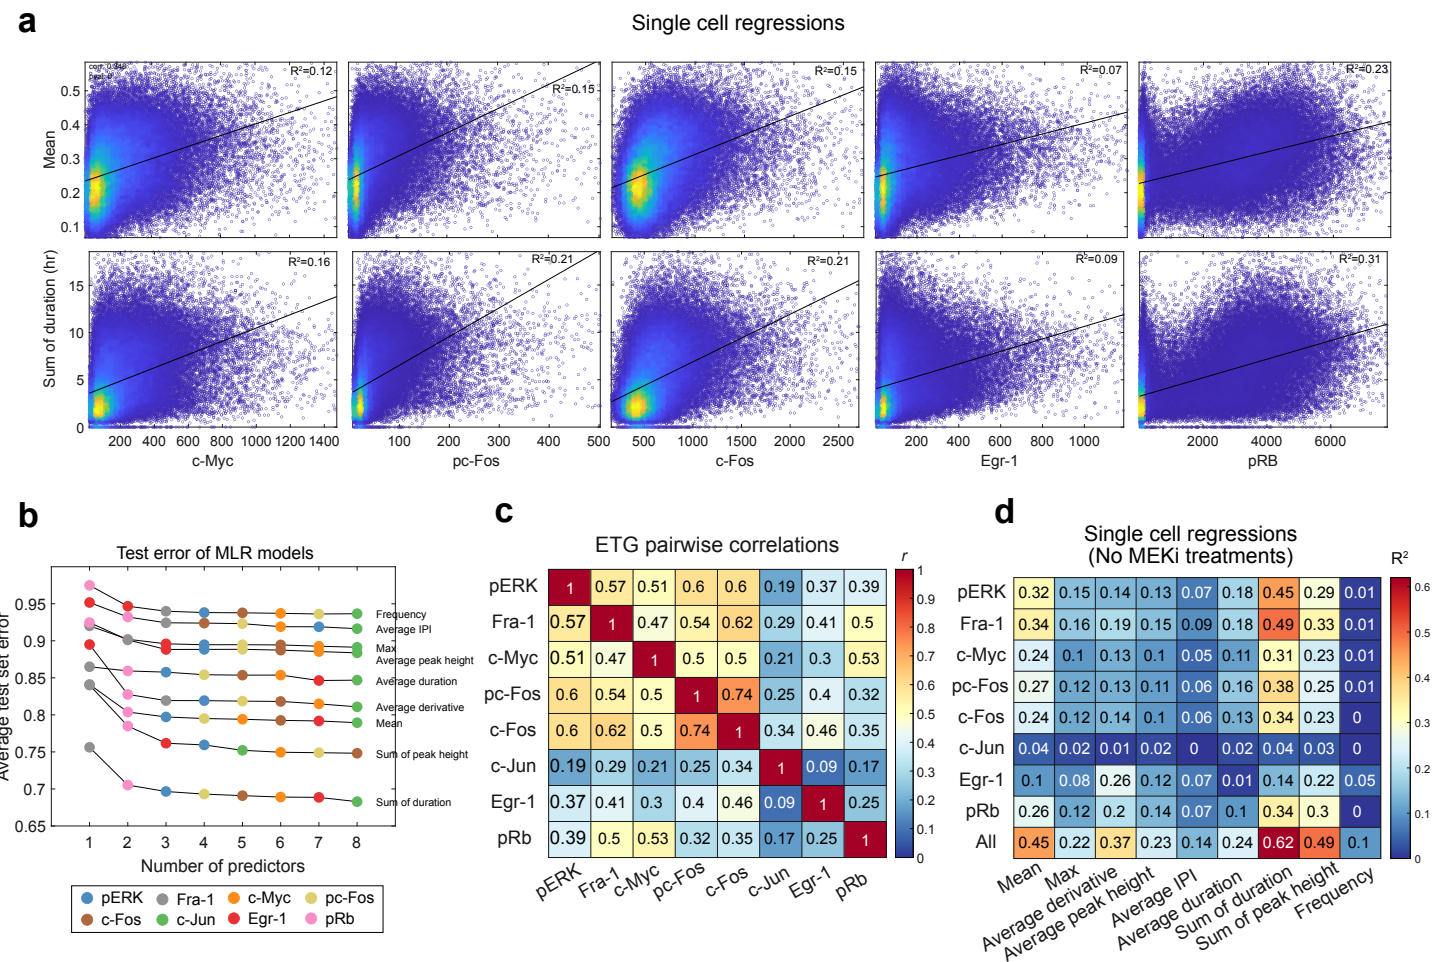 a
Single cell regressions
R²=0.12
R²=0.15
R²=0.15
R²=0.07
R²=0.23
Mean
0.5
0.4
0.3
0.2
0.1
R²=0.16
R²=0.21
R²=0.21
R²=0.09
R²=0.31
Sum of duration (hr)
15
10
5
0
200 400 600 800 1000 1200 1400
100 200 300 400 500
500 1000 1500 2000 2500
200 400 600 800 1000
2000 4000 6000
c-Myc
pc-Fos
c-Fos
Egr-1
pRB
b
Test error of MLR models
Average test set error
0.95
0.9
0.85
0.8
0.75
0.7
0.65
Frequency
Average IPI
Max
Average peak height
Average duration
Average derivative
Mean
Sum of peak height
Sum of duration
1 2 3 4 5 6 7 8
Number of predictors
pERK Fra-1 c-Myc pc-Fos
c-Fos c-Jun Egr-1 pRb
c
ETG pairwise correlations
r
pERK 1 0.57 0.51 0.6 0.6 0.19 0.37 0.39
Fra-1 0.57 1 0.47 0.54 0.62 0.29 0.41 0.5
c-Myc 0.51 0.47 1 0.5 0.5 0.21 0.3 0.53
pc-Fos 0.6 0.54 0.5 1 0.74 0.25 0.4 0.32
c-Fos 0.6 0.62 0.5 0.74 1 0.34 0.46 0.35
c-Jun 0.19 0.29 0.21 0.25 0.34 1 0.09 0.17
Egr-1 0.37 0.41 0.3 0.4 0.46 0.09 1 0.25
pRb 0.39 0.5 0.53 0.32 0.35 0.17 0.25 1
pERK Fra-1 c-Myc pc-Fos c-Fos c-Jun Egr-1 pRb
1
0.9
0.8
0.7
0.6
0.5
0.4
0.3
0.2
0.1
0
d
Single cell regressions
(No MEKi treatments)
R²
pERK 0.32 0.15 0.14 0.13 0.07 0.18 0.45 0.29 0.01
Fra-1 0.34 0.16 0.19 0.15 0.09 0.18 0.49 0.33 0.01
c-Myc 0.24 0.1 0.13 0.1 0.05 0.11 0.31 0.23 0.01
pc-Fos 0.27 0.12 0.13 0.11 0.06 0.16 0.38 0.25 0.01
c-Fos 0.24 0.12 0.14 0.1 0.06 0.13 0.34 0.23 0
c-Jun 0.04 0.02 0.01 0.02 0 0.02 0.04 0.03 0
Egr-1 0.1 0.08 0.26 0.12 0.07 0.01 0.14 0.22 0.05
pRb 0.26 0.12 0.2 0.14 0.07 0.1 0.34 0.3 0
All 0.45 0.22 0.37 0.23 0.14 0.24 0.62 0.49 0.1
Mean
Max
Average derivative
Average peak height
Average IPI
Average duration
Sum of duration
Sum of peak height
Frequency
0.6
0.5
0.4
0.3
0.2
0.1
0